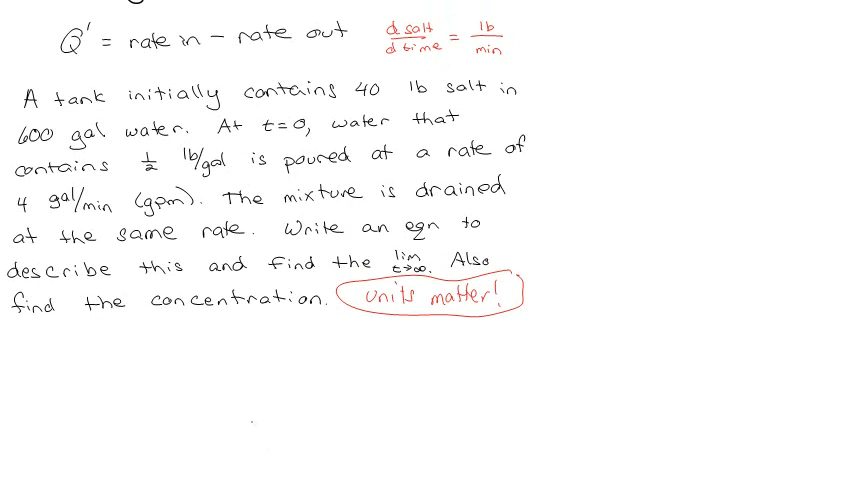 Q' = rate in - rate out d salt/d time = lb/min
A tank initially contains 40 lb salt in
600 gal water. At t=0, water that
contains 1/2 lb/gal is poured at a rate of
4 gal/min (gpm). The mixture is drained
at the same rate. Write an eqn to
describe this and find the lim t→∞. Also
find the concentration. units matter!